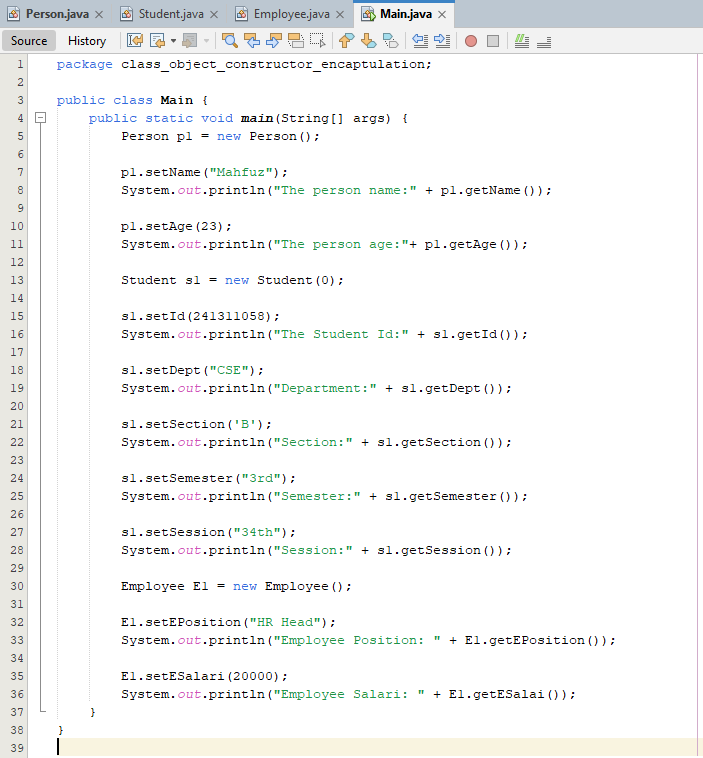 Person.java Student.java Employee.java Main.java
Source History
1 package class_object_constructor_encaptulation;
2
3 public class Main {
4 public static void main(String[] args) {
5 Person p1 = new Person();
6
7 p1.setName("Mahfuz");
8 System.out.println("The person name:" + p1.getName());
9
10 p1.setAge(23);
11 System.out.println("The person age:"+ p1.getAge());
12
13 Student s1 = new Student(0);
14
15 s1.setId(241311058);
16 System.out.println("The Student Id:" + s1.getId());
17
18 s1.setDept("CSE");
19 System.out.println("Department:" + s1.getDept());
20
21 s1.setSection('B');
22 System.out.println("Section:" + s1.getSection());
23
24 s1.setSemester("3rd");
25 System.out.println("Semester:" + s1.getSemester());
26
27 s1.setSession("34th");
28 System.out.println("Session:" + s1.getSession());
29
30 Employee E1 = new Employee();
31
32 E1.setEPosition("HR Head");
33 System.out.println("Employee Position: " + E1.getEPosition());
34
35 E1.setESalari(20000);
36 System.out.println("Employee Salari: " + E1.getESalai());
37 }
38 }
39